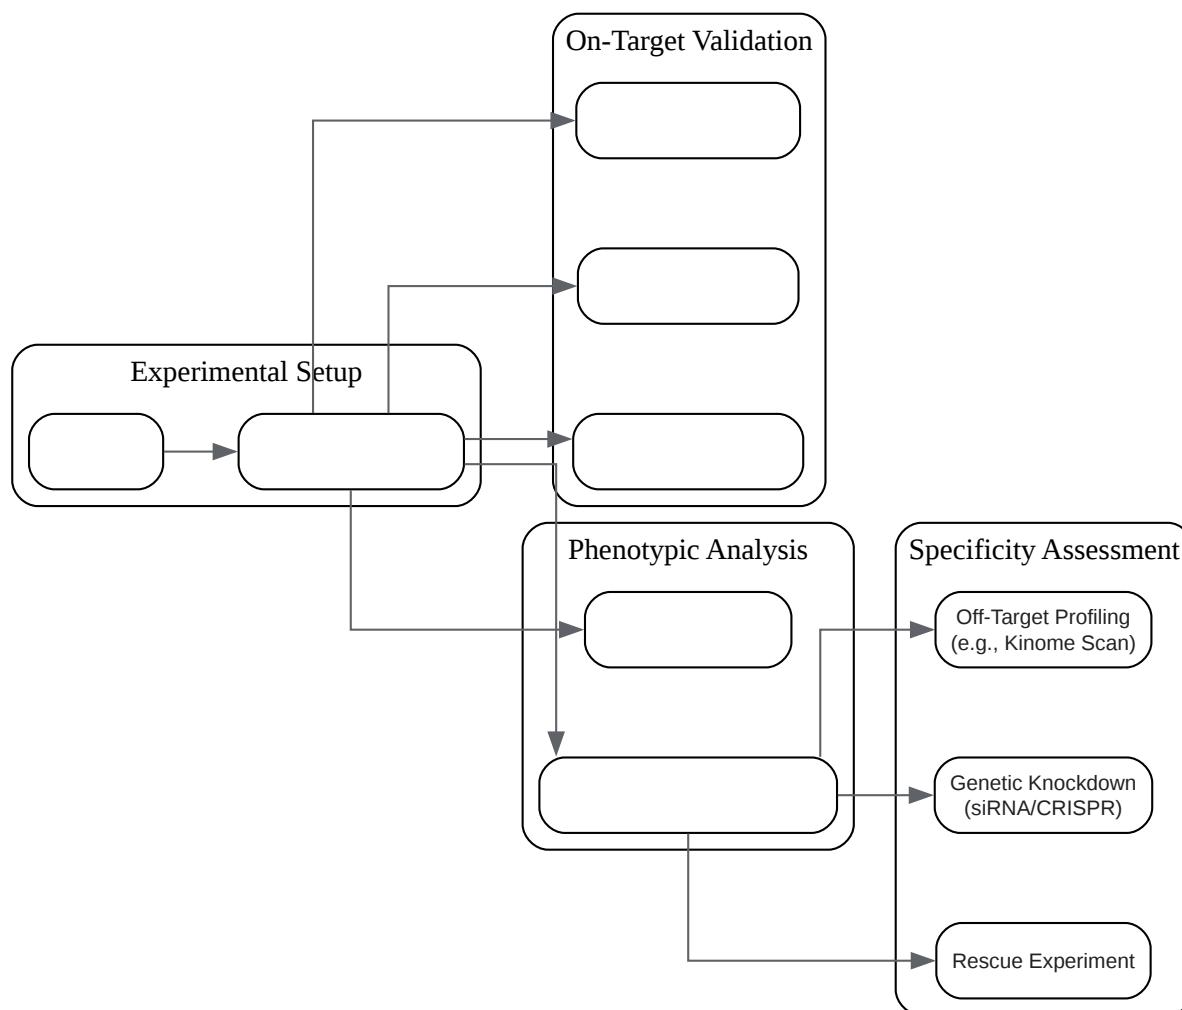 On-Target Validation
Experimental Setup
Phenotypic Analysis
Specificity Assessment
Off-Target Profiling
(e.g., Kinome Scan)
Genetic Knockdown
(siRNA/CRISPR)
Rescue Experiment